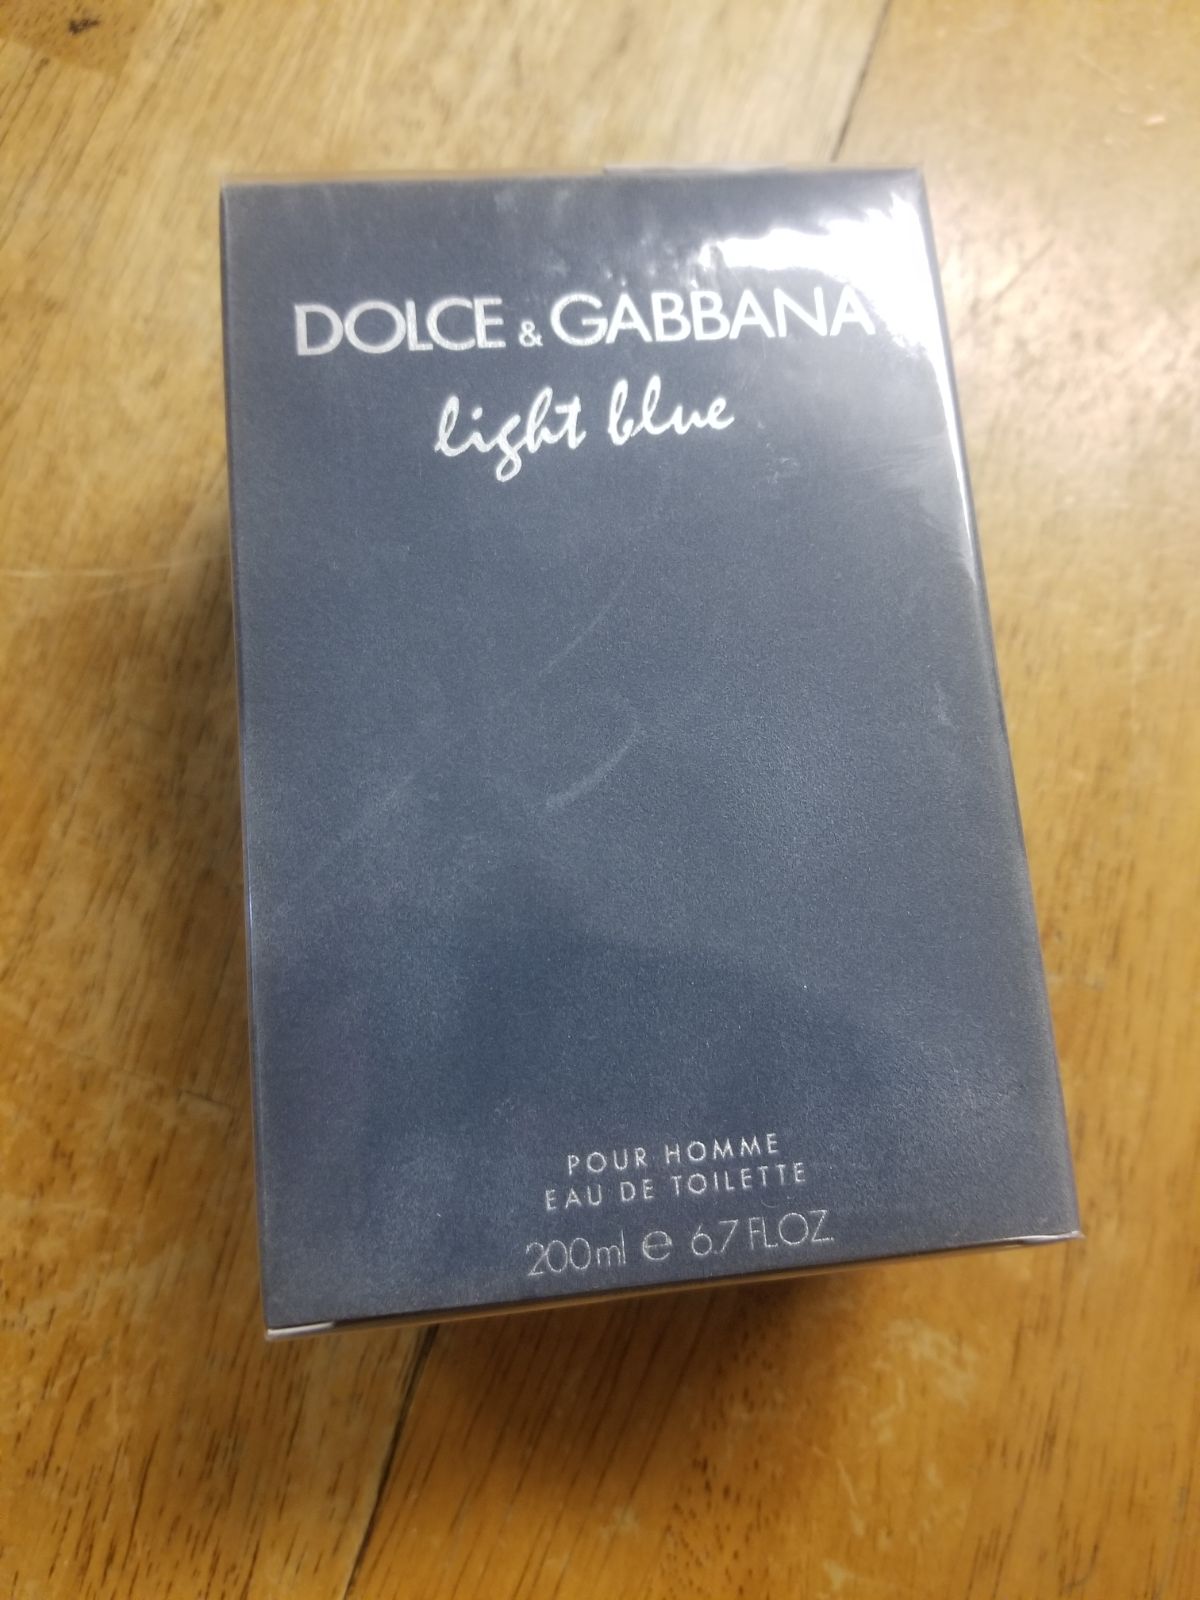 DOLCE & GABBANA
light blue
POUR HOMME
EAU DE TOILETTE
200ml ℮ 6.7 FL.OZ.